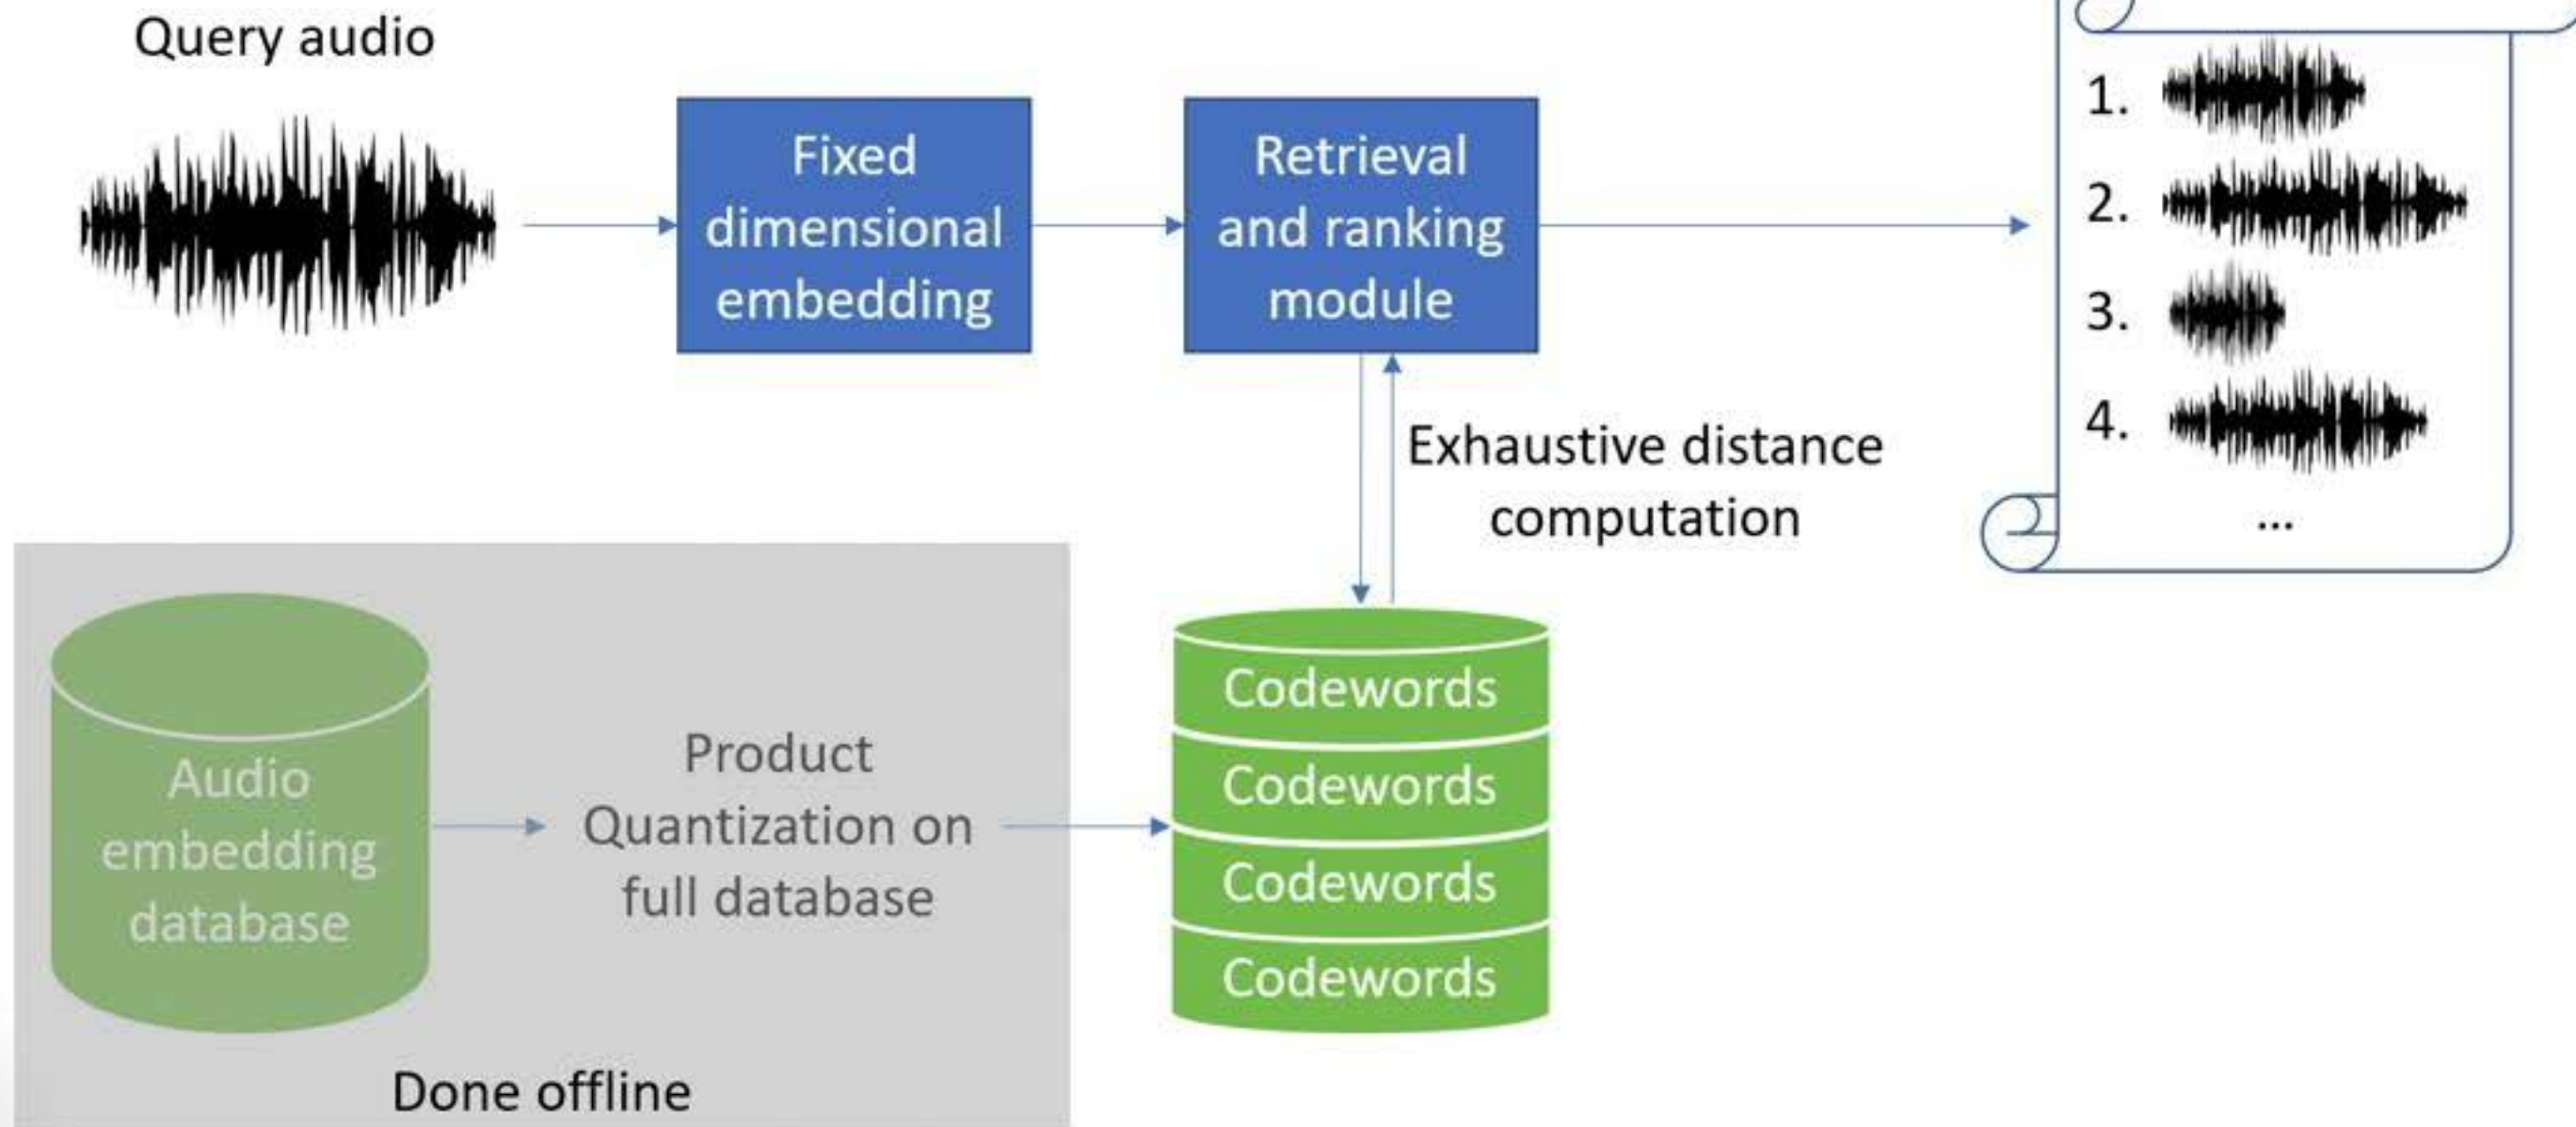 Query audio
Fixed
dimensional
embedding
Retrieval
and ranking
module
1.
2.
3.
4.
...
Exhaustive distance
computation
Audio
embedding
database
Product
Quantization on
full database
Codewords
Codewords
Codewords
Codewords
Done offline